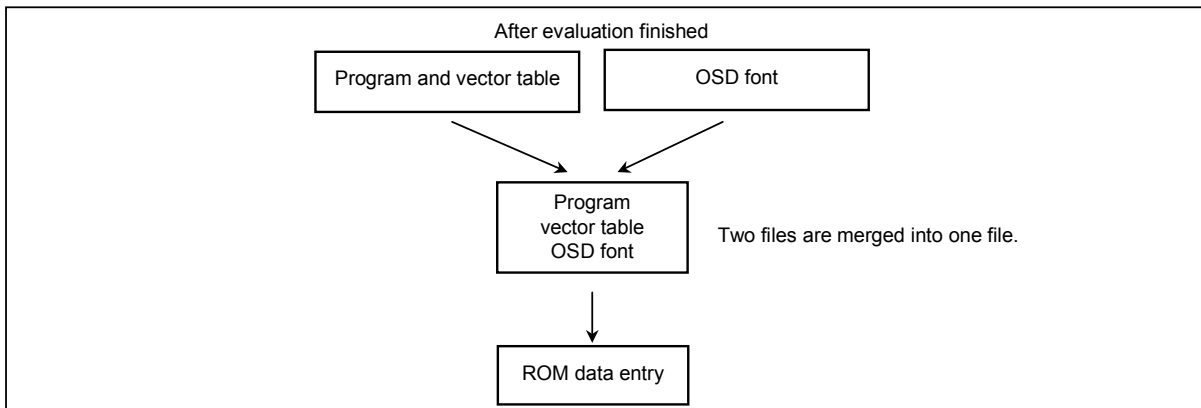 After evaluation finished
Program and vector table
OSD font
Program
vector table
OSD font
Two files are merged into one file.
ROM data entry